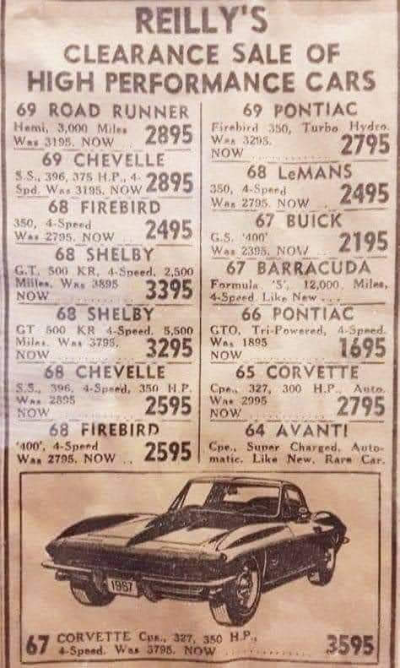 REILLY'S
CLEARANCE SALE OF
HIGH PERFORMANCE CARS
69 ROAD RUNNER
Hemi, 3,000 Miles
Was 3195. NOW 2895
69 CHEVELLE
S.S., 396, 375 H.P., 4-
Spd. Was 3195. NOW 2895
68 FIREBIRD
350, 4-Speed
Was 2795. NOW 2495
68 SHELBY
G.T. 500 KR, 4-Speed. 2,500
Miles. Was 3895
NOW 3395
68 SHELBY
GT 500 KR 4-Speed. 5,500
Miles. Was 3795.
NOW 3295
68 CHEVELLE
S.S., 396, 4-Speed, 350 H.P.
Was 2895
NOW 2595
68 FIREBIRD
'400', 4-Speed
Was 2795. NOW .. 2595
69 PONTIAC
Firebird 350, Turbo Hydro.
Was 3295.
NOW 2795
68 LeMANS
350, 4-Speed
Was 2795. NOW 2495
67 BUICK
G.S. '400'
Was 2395. NOW 2195
67 BARRACUDA
Formula 'S'. 12,000 Miles,
4-Speed. Like New ...
66 PONTIAC
GTO, Tri-Powered, 4-Speed.
Was 1895
NOW 1695
65 CORVETTE
Cpe., 327, 300 H.P., Auto.
Was 2995
NOW 2795
64 AVANTI
Cpe., Super Charged, Auto-
matic. Like New. Rare Car.
1967
67 CORVETTE Cpe., 327, 350 H.P.,
4-Speed. Was 3795. NOW .......... 3595